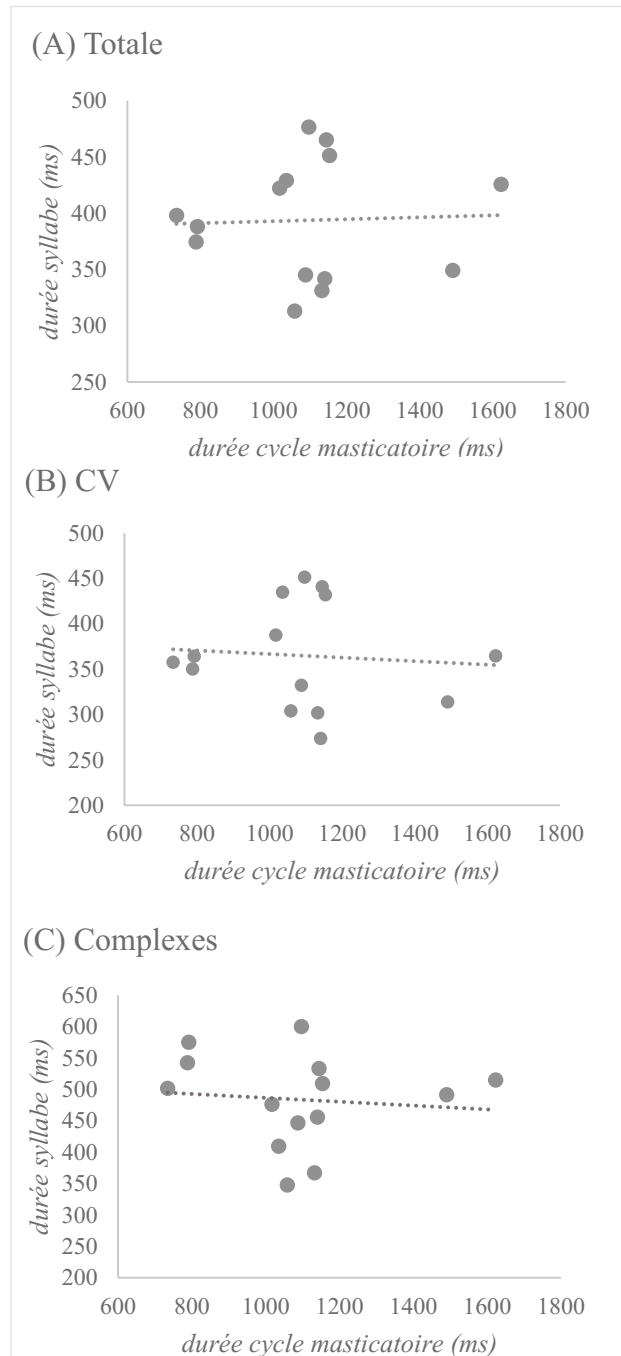 (A) Totale
500
450
400
350
300
250
durée syllabe (ms)
600 800 1000 1200 1400 1600 1800
durée cycle masticatoire (ms)
(B) CV
500
450
400
350
300
250
200
durée syllabe (ms)
600 800 1000 1200 1400 1600 1800
durée cycle masticatoire (ms)
(C) Complexes
650
600
550
500
450
400
350
300
250
200
durée syllabe (ms)
600 800 1000 1200 1400 1600 1800
durée cycle masticatoire (ms)